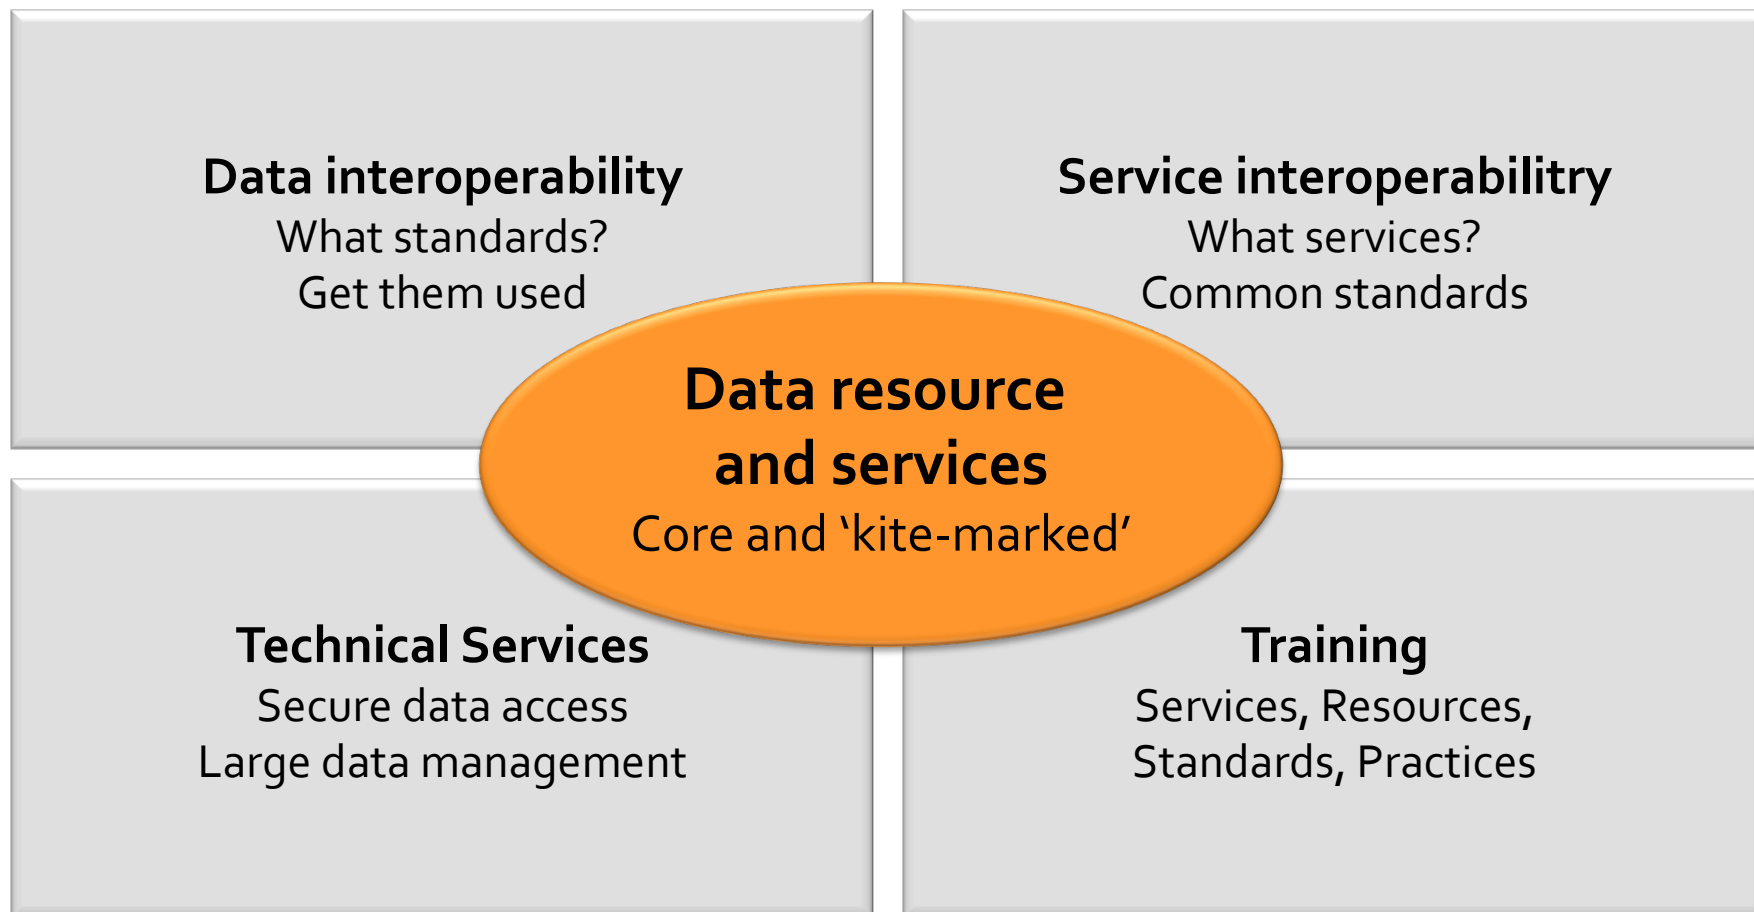 Data interoperability
What standards?
Get them used
Service interoperabilitry
What services?
Common standards
Data resource
and services
Core and ‘kite-marked’
Technical Services
Secure data access
Large data management
Training
Services, Resources,
Standards, Practices